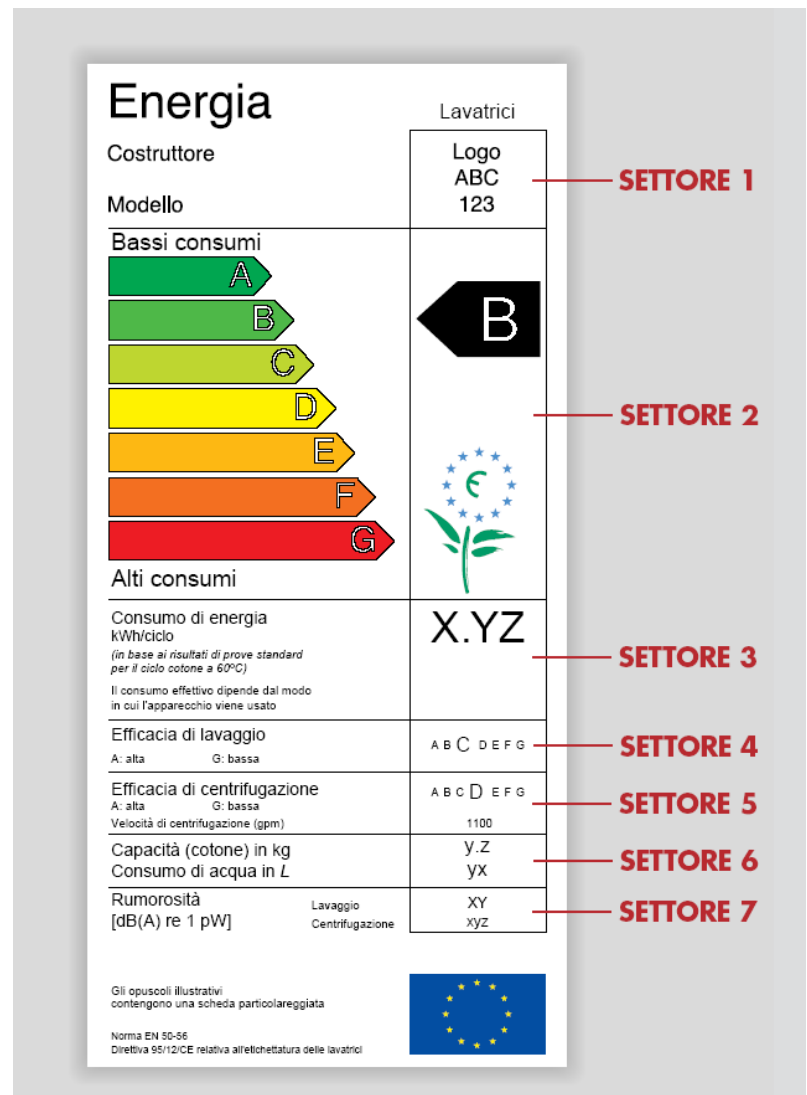 Energia
Lavatrici
Costruttore
Logo
ABC
SETTORE 1
Modello
123
Bassi consumi
A
B
B
C
D
SETTORE 2
E
F
G
Alti consumi
Consumo di energia
X.YZ
kWh/ciclo
(in base ai risultati di prove standard
per il ciclo cotone a 60°C)
SETTORE 3
Il consumo effettivo dipende dal modo
in cui l'apparecchio viene usato
Efficacia di lavaggio
A: alta G: bassa
A B C D E F G
SETTORE 4
Efficacia di centrifugazione
A: alta G: bassa
A B C D E F G
SETTORE 5
Velocità di centrifugazione (gpm)
1100
Capacità (cotone) in kg
y.z
SETTORE 6
Consumo di acqua in L
yx
Rumorosità
[dB(A) re 1 pW]
Lavaggio
XY
SETTORE 7
Centrifugazione
xyz
Gli opuscoli illustrativi
contengono una scheda particolareggiata
Norma EN 50-56
Direttiva 95/12/CE relativa all'etichettatura delle lavatrici